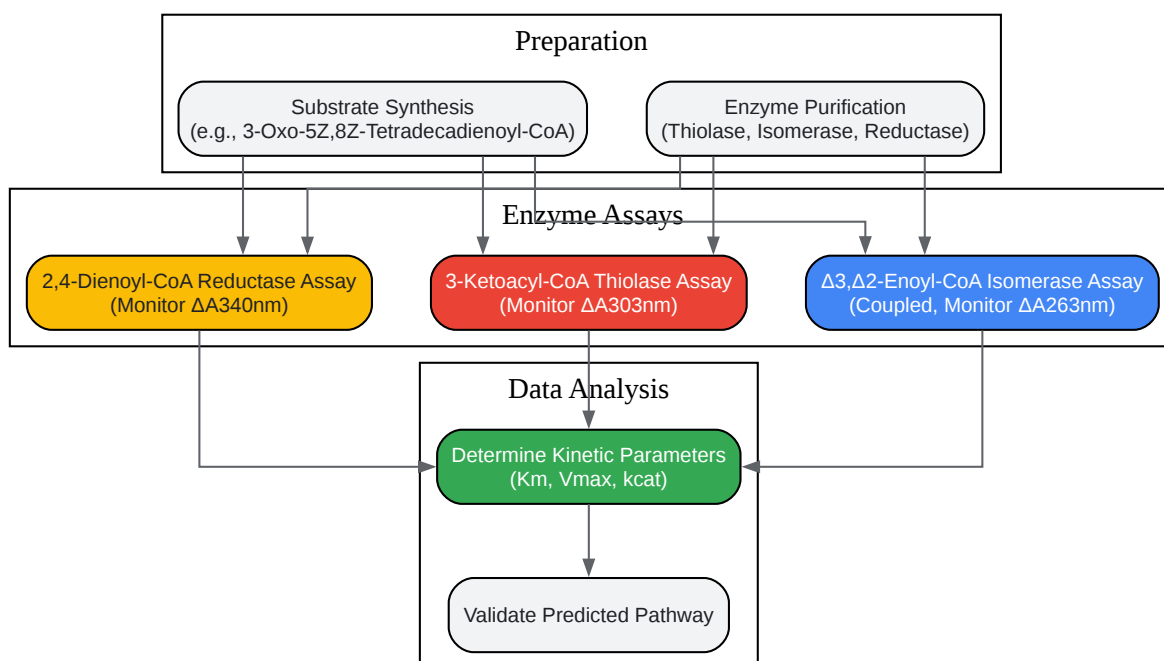 Preparation
Substrate Synthesis
(e.g., 3-Oxo-5Z,8Z-Tetradecadienoyl-CoA)
Enzyme Purification
(Thiolase, Isomerase, Reductase)
Enzyme Assays
2,4-Dienoyl-CoA Reductase Assay
(Monitor ΔA340nm)
3-Ketoacyl-CoA Thiolase Assay
(Monitor ΔA303nm)
Δ3,Δ2-Enoyl-CoA Isomerase Assay
(Coupled, Monitor ΔA263nm)
Data Analysis
Determine Kinetic Parameters
(Km, Vmax, kcat)
Validate Predicted Pathway